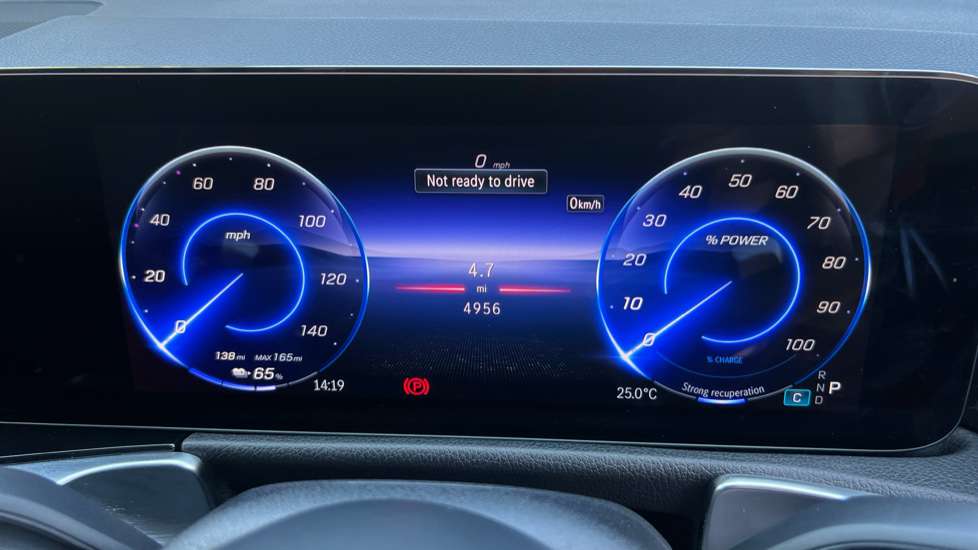 0 mph
Not ready to drive
0km/h
60 80
40 100
mph
20 120
0 140
138 mi MAX 165 mi
65 %
14:19
4.7
mi
4956
(P)
50
40 60
30 70
% POWER
20 80
10 90
0 100
% CHARGE
Strong recuperation
25.0°C
R
N P
C D